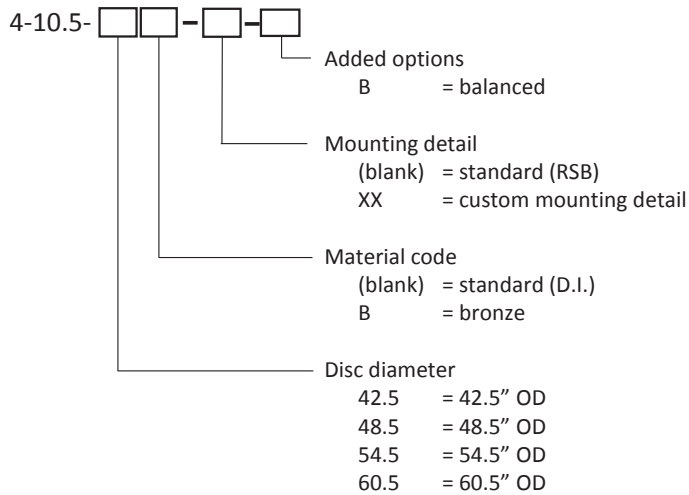 4-10.5-
Added options
B = balanced
Mounting detail
(blank) = standard (RSB)
XX = custom mounting detail
Material code
(blank) = standard (D.I.)
B = bronze
Disc diameter
42.5 = 42.5” OD
48.5 = 48.5” OD
54.5 = 54.5” OD
60.5 = 60.5” OD